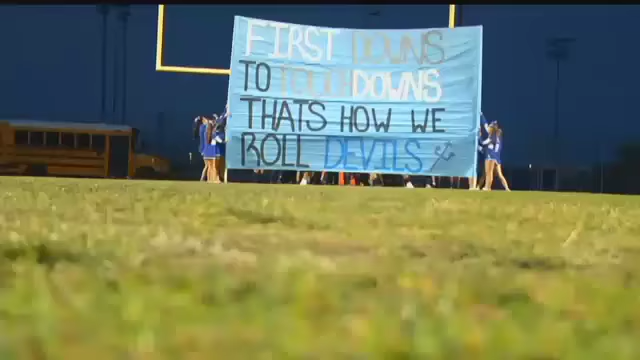 FIRST DOWNS
TO TOUCHDOWNS
THATS HOW WE
ROLL DEVILS